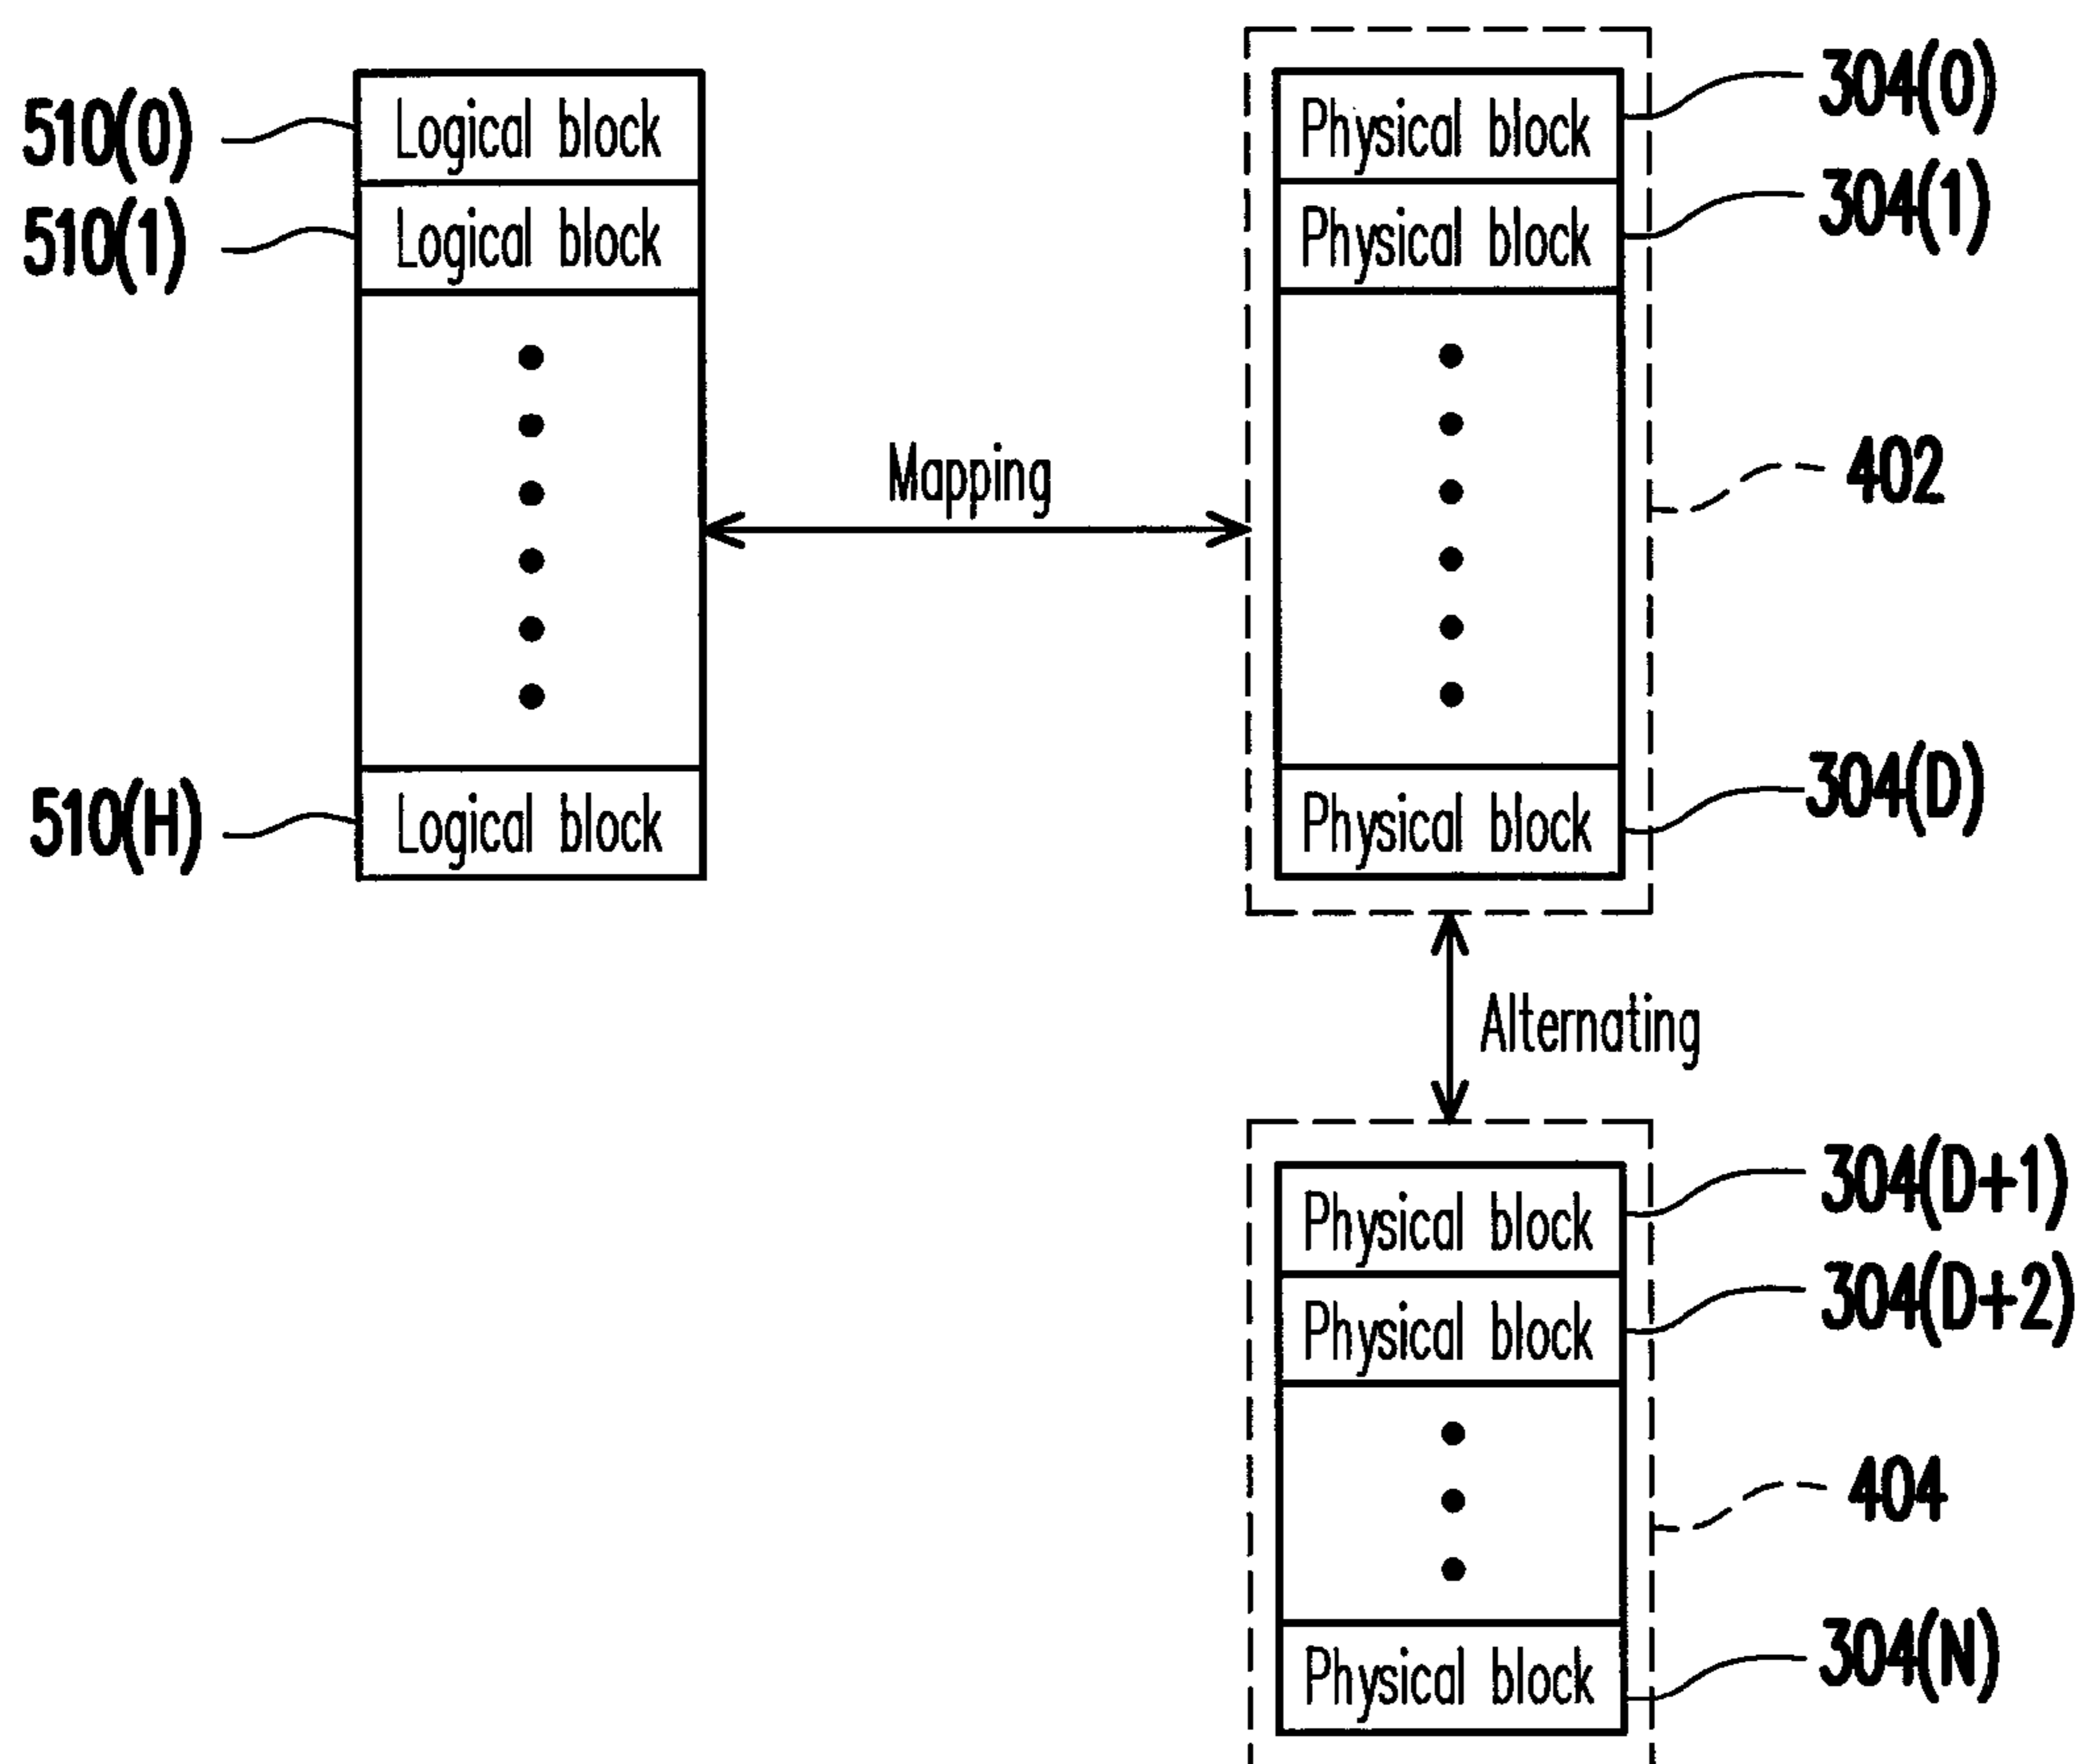 510(0) Logical block Physical block 304(0)
510(1) Logical block Physical block 304(1)
Mapping 402
510(H) Logical block Physical block 304(D)
Alternating
Physical block 304(D+1)
Physical block 304(D+2)
404
Physical block 304(N)